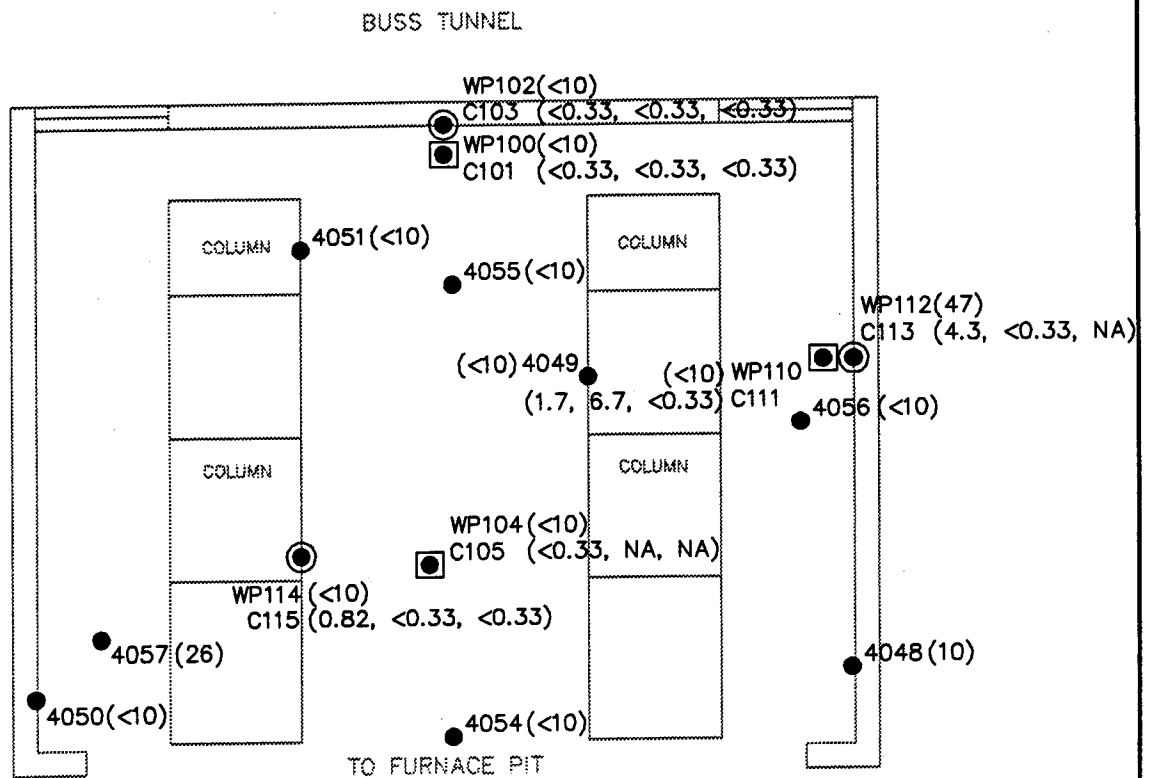 BUSS TUNNEL
WP102(<10)
C103 (<0.33, <0.33, <0.33)
WP100(<10)
C101 (<0.33, <0.33, <0.33)
COLUMN
4051(<10)
COLUMN
4055(<10)
WP112(47)
C113 (4.3, <0.33, NA)
(<10) 4049
(<10) WP110
(1.7, 6.7, <0.33) C111
4056(<10)
COLUMN
COLUMN
WP104(<10)
C105 (<0.33, NA, NA)
WP114(<10)
C115(0.82, <0.33, <0.33)
4057(26)
4048(10)
4050(<10)
4054(<10)
TO FURNACE PIT